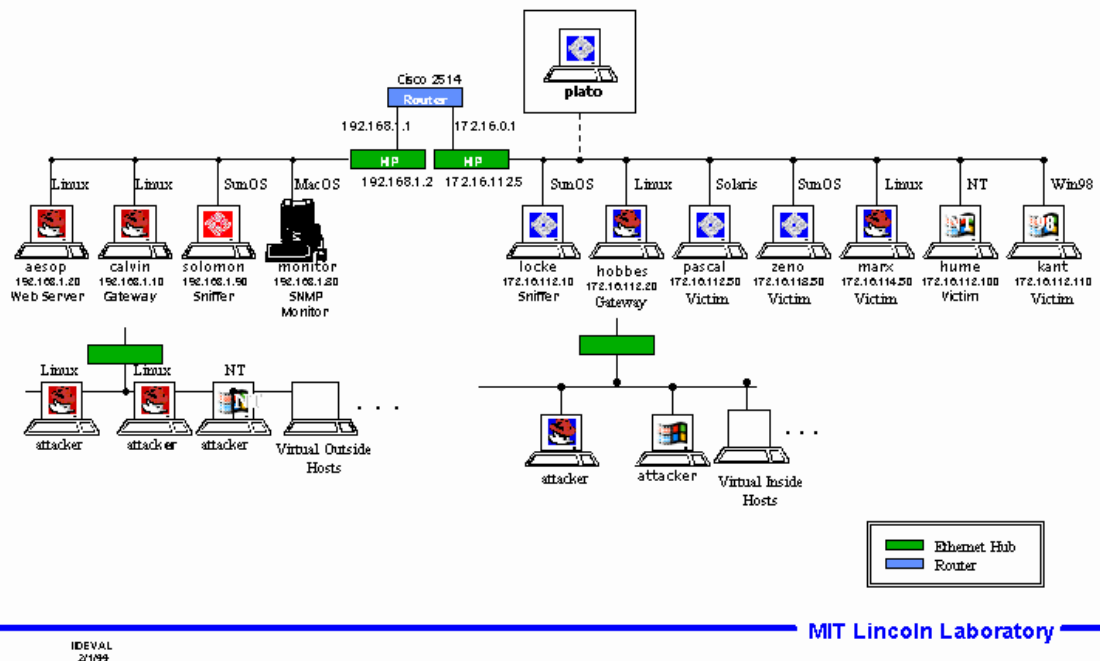 plato
Cisco 2514
Router
192.168.1.1 172.16.0.1
HP HP
192.168.1.2 172.16.112.5
Linux Linux SunOS MacOS SunOS Linux Solaris SunOS Linux NT Win98
aesop calvin solomon monitor locke hobbes pascal zeno marx hume kant
192.168.1.20 192.168.1.10 192.168.1.90 192.168.1.80 172.16.112.10 172.16.112.20 172.16.112.50 172.16.118.50 172.16.114.50 172.16.112.100 172.16.112.110
Web Server Gateway Sniffer SNMP Sniffer Gateway Victim Victim Victim Victim Victim
Monitor
Linux Linux NT
attacker attacker attacker Virtual Outside
Hosts
. . .
attacker attacker Virtual Inside
Hosts
. . .
Ethernet Hub
Router
MIT Lincoln Laboratory